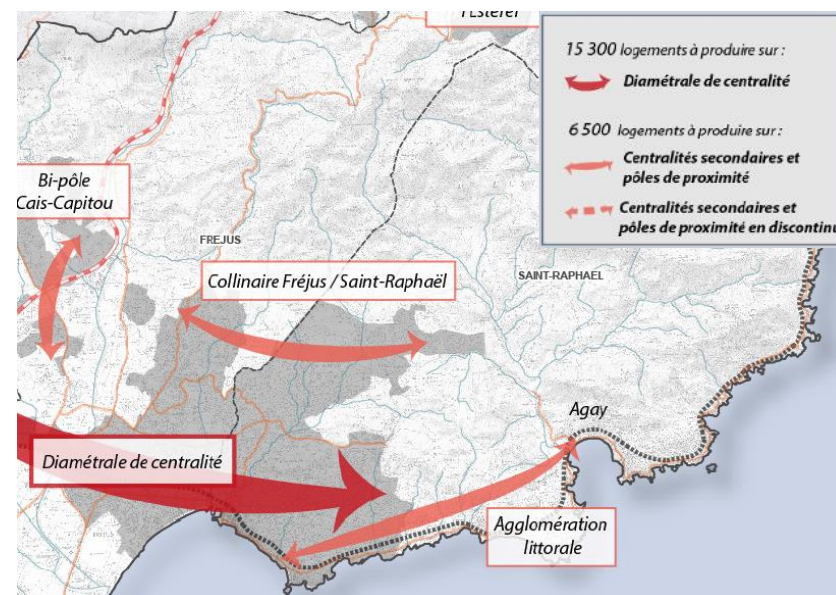 l'Esterel
15 300 logements à produire sur :
Diamétrale de centralité
6 500 logements à produire sur :
Centralités secondaires et
pôles de proximité
Centralités secondaires et
pôles de proximité en discontinu
Bi-pôle
Cais-Capitou
FREJUS
Collinaire Fréjus / Saint-Raphaël
SAINT-RAPHAEL
Agay
Diamétrale de centralité
Agglomération
littorale